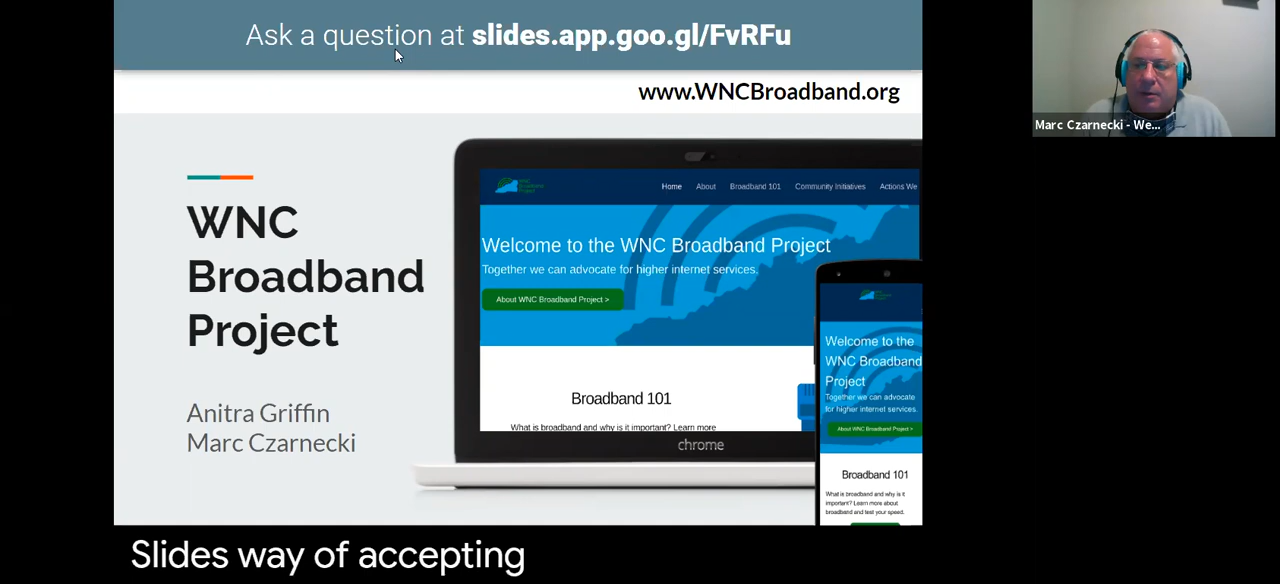 Ask a question at slides.app.goo.gl/FvRFu
www.WNCBroadband.org
Marc Czarnecki - We...
WNC
Broadband
Project
Anitra Griffin
Marc Czarnecki
Home About Broadband 101 Community Initiatives Actions We
Welcome to the WNC Broadband Project
Together we can advocate for higher internet services.
About WNC Broadband Project >
Broadband 101
What is broadband and why is it important? Learn more
chrome
Welcome to the
WNC Broadband
Project
Together we can advocate
for higher internet services.
About WNC Broadband Project >
Broadband 101
What is broadband and why is it
important? Learn more about
broadband and test your speed.
Slides way of accepting